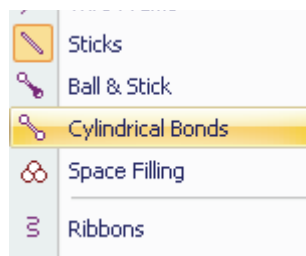 Sticks
Ball & Stick
Cylindrical Bonds
Space Filling
Ribbons